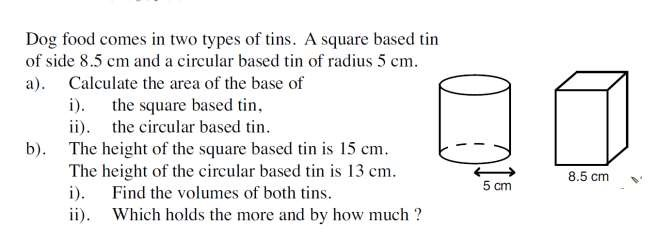 Dog food comes in two types of tins. A square based tin
of side 8.5 cm and a circular based tin of radius 5 cm.
a). Calculate the area of the base of
i). the square based tin,
ii). the circular based tin.
b). The height of the square based tin is 15 cm.
The height of the circular based tin is 13 cm.
i). Find the volumes of both tins.
ii). Which holds the more and by how much ?
5 cm
8.5 cm